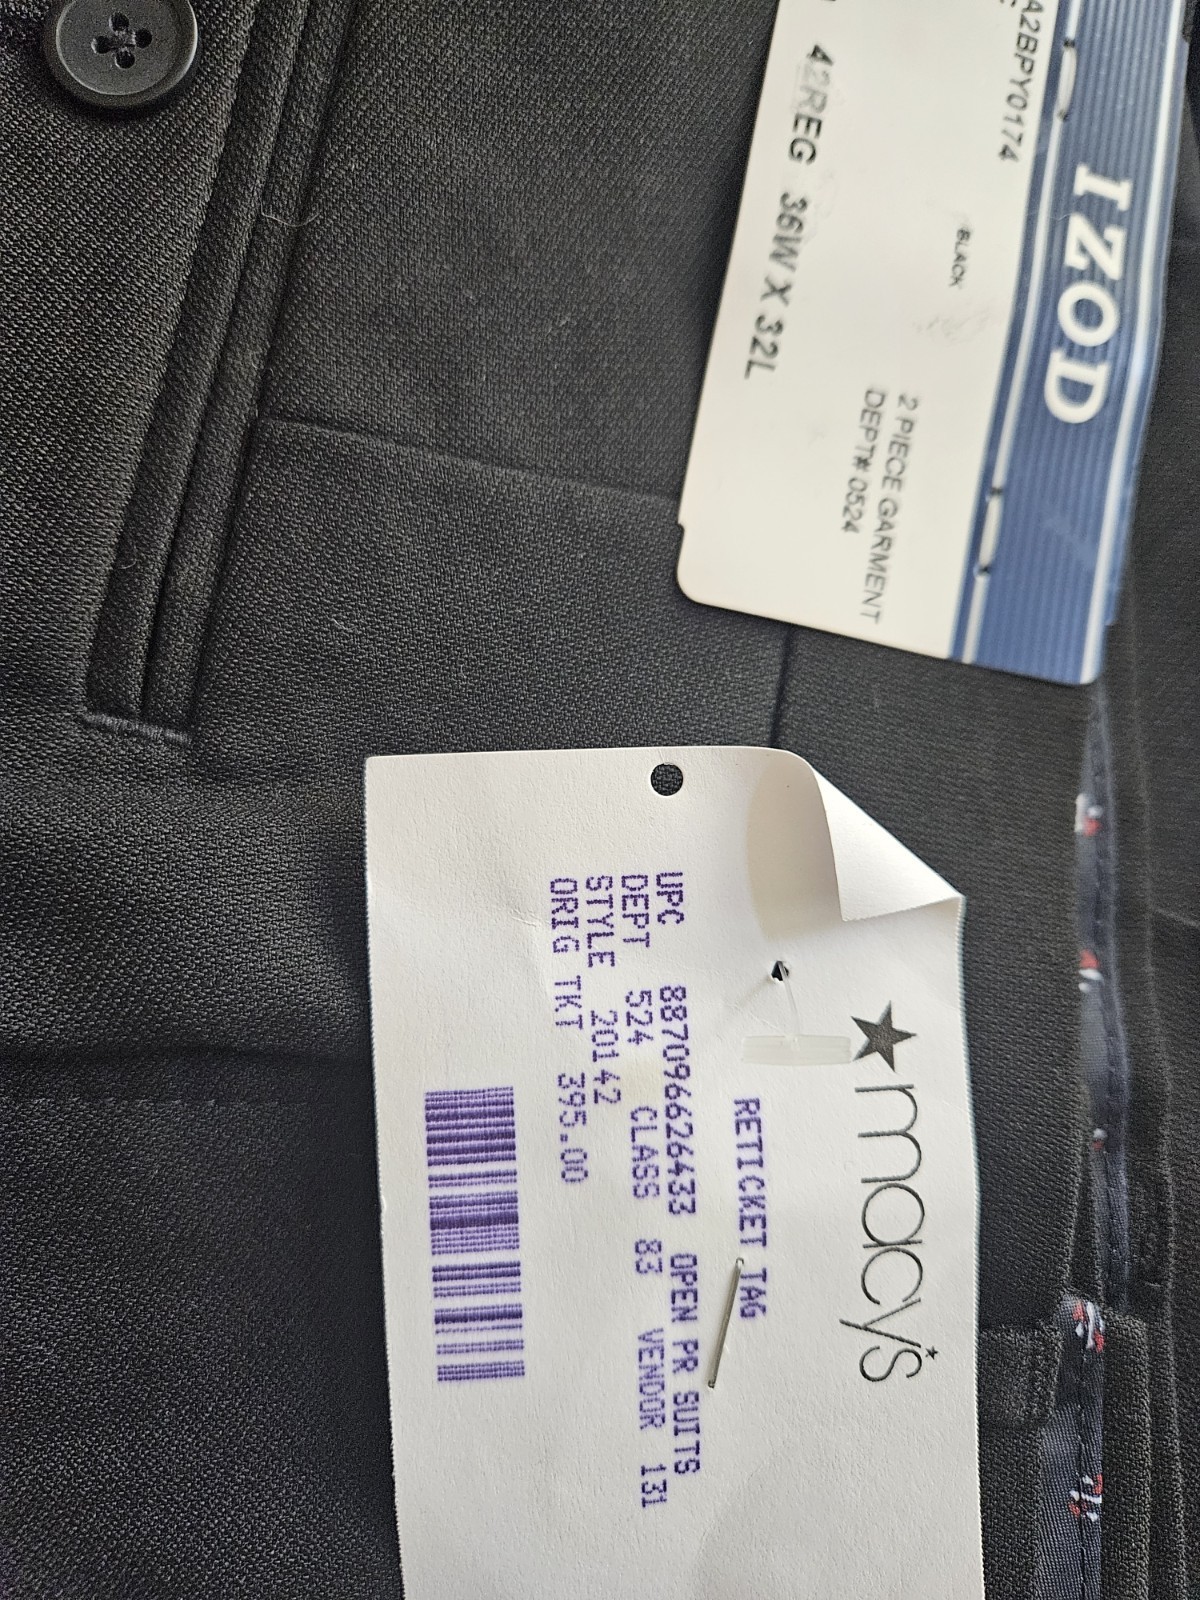 IZOD
A2BPY0174
BLACK
2 PIECE GARMENT
DEPT# 0524
42REG 36W X 32L
macy's
RETICKET TAG
UPC 887096626433 OPEN PR SUITS
DEPT 524 CLASS 83 VENDOR 131
STYLE 20142
ORIG TKT 395.00